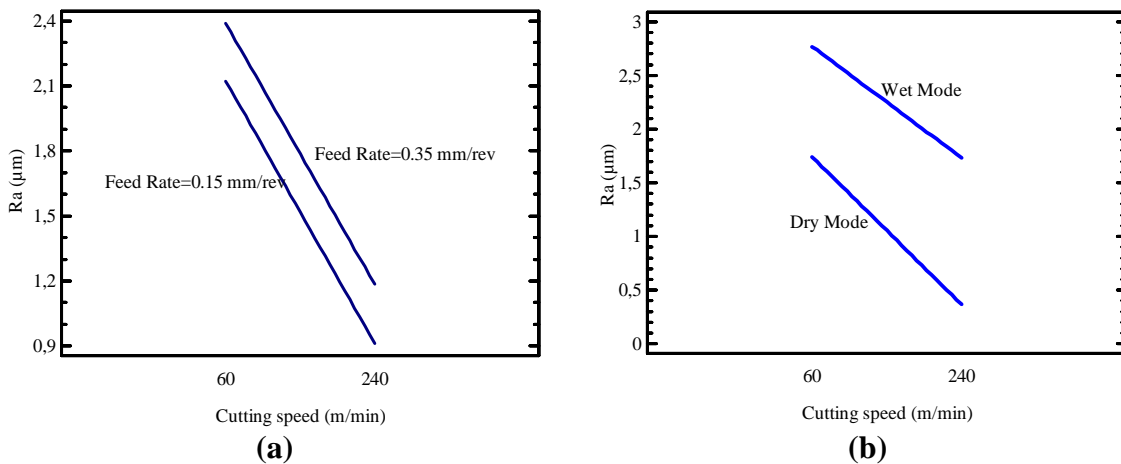 2,4
2,1
1,8
1,5
1,2
0,9
Ra (µm)
Feed Rate=0.35 mm/rev
Feed Rate=0.15 mm/rev
60
240
Cutting speed (m/min)
(a)
3
2,5
2
1,5
1
0,5
0
Ra (µm)
Wet Mode
Dry Mode
60
240
Cutting speed (m/min)
(b)